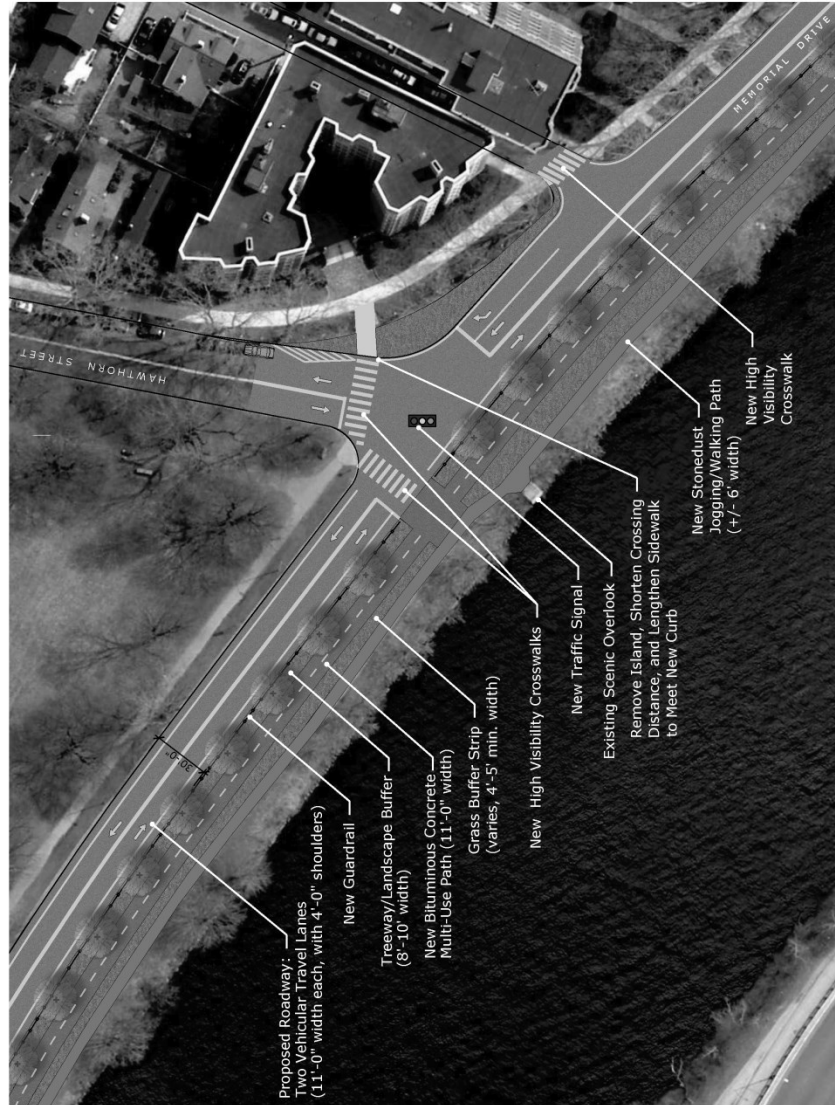 MEMORIAL DRIVE
HAWTHORN STREET
30'-0"
Proposed Roadway:
Two Vehicular Travel Lanes
(11'-0" width each, with 4'-0" shoulders)
New Guardrail
Treeway/Landscape Buffer
(8'-10' width)
New Bituminous Concrete
Multi-Use Path (11'-0" width)
Grass Buffer Strip
(varies, 4'-5' min. width)
New High Visibility Crosswalks
New Traffic Signal
Existing Scenic Overlook
Remove Island, Shorten Crossing
Distance, and Lengthen Sidewalk
to Meet New Curb
New Stonedust
Jogging/Walking Path
(+/- 6' width)
New High
Visibility
Crosswalk